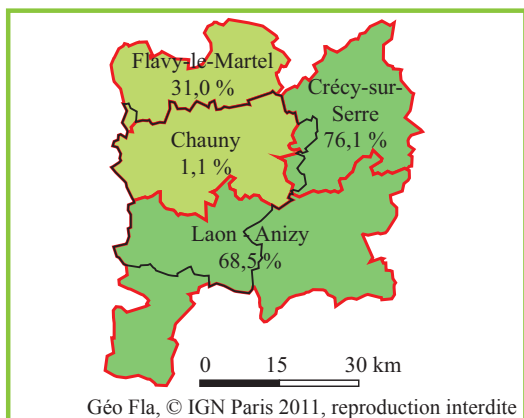 Flavy-le-Martel
31,0 %
Crécy-sur-
Serre
76,1 %
Chauny
1,1 %
Laon - Anizy
68,5 %
0 15 30 km
Géo Fla, © IGN Paris 2011, reproduction interdite